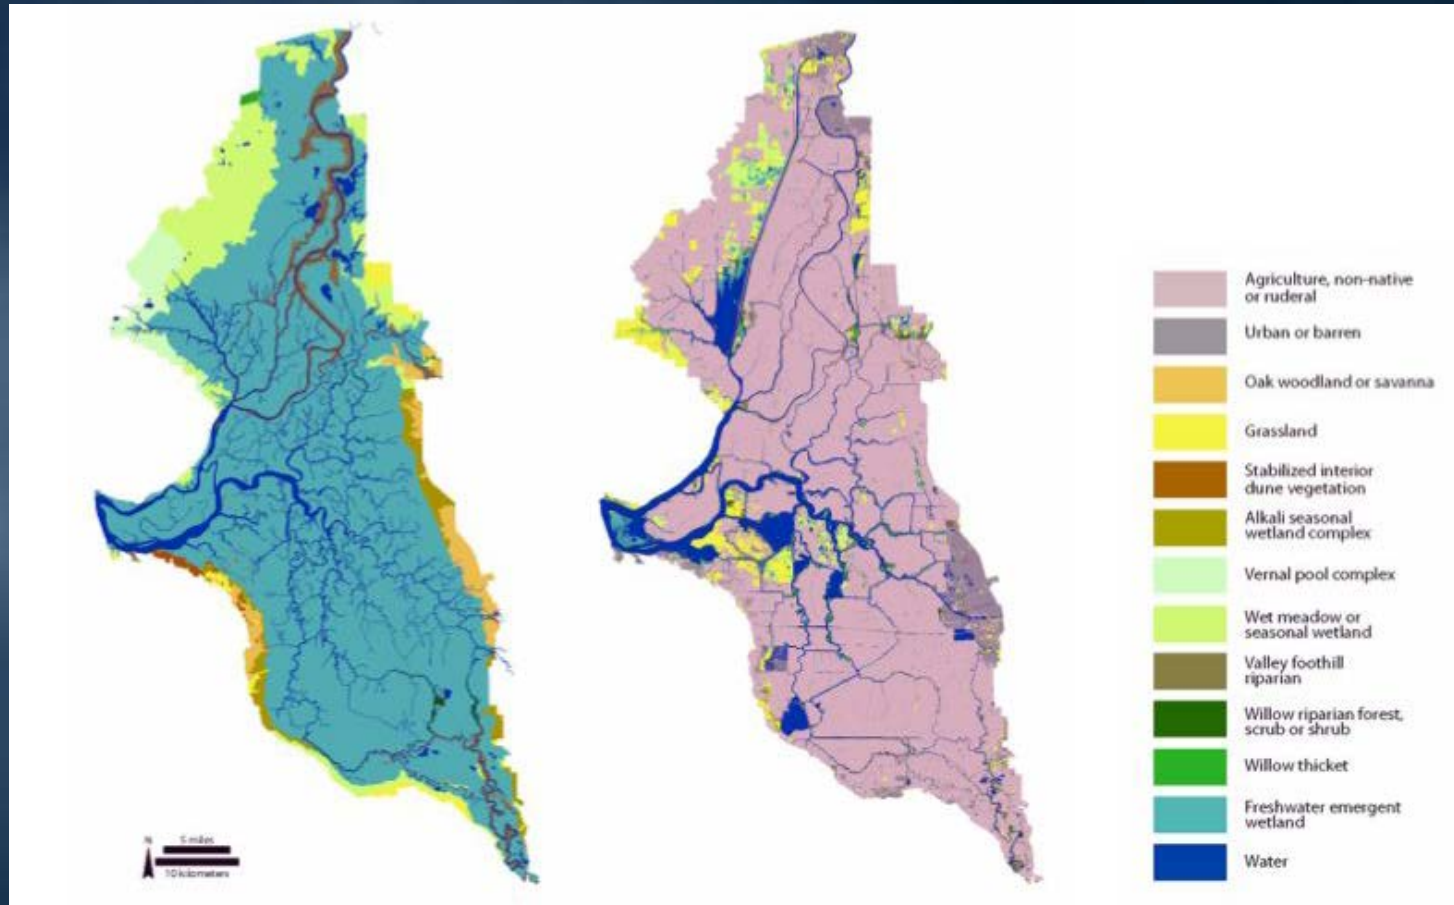 N
5 miles
10 kilometers
Agriculture, non-native
or ruderal
Urban or barren
Oak woodland or savanna
Grassland
Stabilized interior
dune vegetation
Alkali seasonal
wetland complex
Vernal pool complex
Wet meadow or
seasonal wetland
Valley foothill
riparian
Willow riparian forest,
scrub or shrub
Willow thicket
Freshwater emergent
wetland
Water